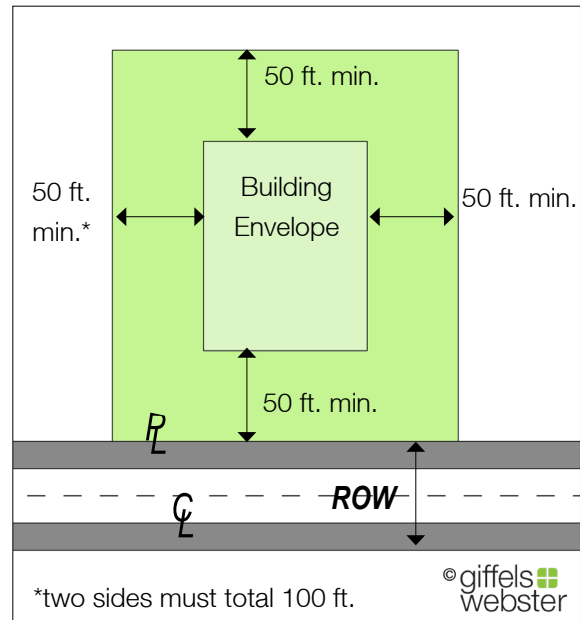 50 ft. min.
50 ft.
min.*
Building
Envelope
50 ft. min.
50 ft. min.
PL
CL
ROW
*two sides must total 100 ft.
© giffels
webster